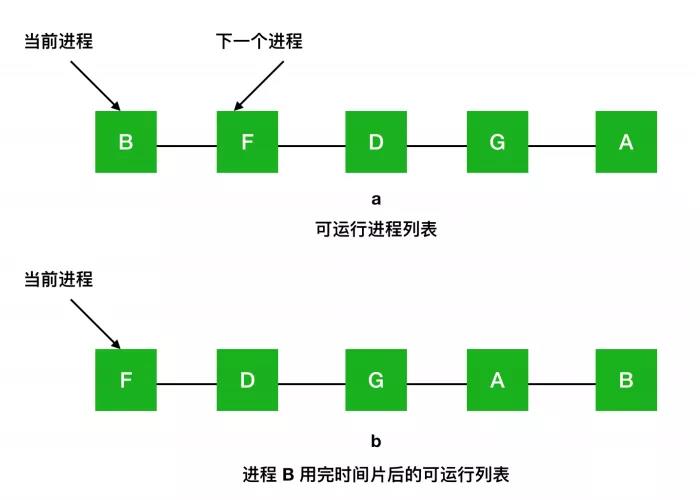 当前进程 下一个进程
B F D G A
a
可运行进程列表
当前进程
F D G A B
b
进程 B 用完时间片后的可运行列表